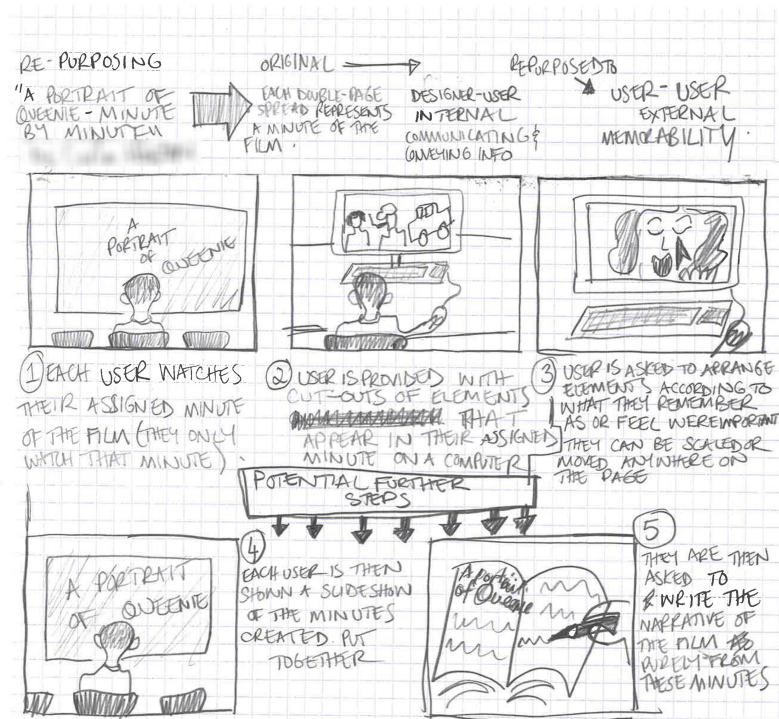 RE-PURPOSING
"A PORTRAIT OF
QUEENIE - MINUTE
BY MINUTE"
ORIGINAL
EACH DOUBLE-PAGE
SPREAD REPRESENTS
A MINUTE OF THE
FILM.
DESIGNER-USER
INTERNAL
COMMUNICATING &
CONVEYING INFO
REPURPOSED TO
USER-USER
EXTERNAL
MEMORABILITY.
A
PORTRAIT
OF QUEENIE
1 EACH USER WATCHES
THEIR ASSIGNED MINUTE
OF THE FILM (THEY ONLY
WATCH THAT MINUTE).
2 USER IS PROVIDED WITH
CUT-OUTS OF ELEMENTS
THAT
APPEAR IN THEIR ASSIGNED
MINUTE ON A COMPUTER
3 USER IS ASKED TO ARRANGE
ELEMENTS ACCORDING TO
WHAT THEY REMEMBER
AS OR FEEL WERE IMPORTANT
THEY CAN BE SCALED OR
MOVED ANYWHERE ON
THE PAGE
POTENTIAL FURTHER
STEPS
A PORTRAIT
OF QUEENIE
4
EACH USER IS THEN
SHOWN A SLIDESHOW
OF THE MINUTES
CREATED PUT
TOGETHER
A portrait
of Queenie
5
THEY ARE THEN
ASKED TO
WRITE THE
NARRATIVE OF
THE FILM
PURELY FROM
THESE MINUTES